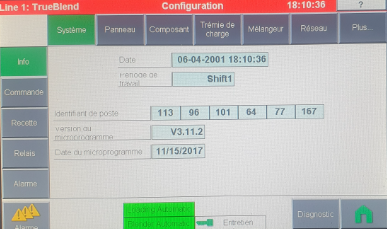 Line 1: TrueBlend Configuration 18:10:36 ?
Système Panneau Composant Trémie de charge Mélangeur Réseau Plus...
Info
Date 06-04-2001 18:10:36
Période de travail Shift1
Commande
Identifiant de poste 113 96 101 64 77 167
Recette
Version du microprogramme V3.11.2
Relais
Date du microprogramme 11/15/2017
Alarme
Loading Automatic
Entretien
Diagnostic
Alarme